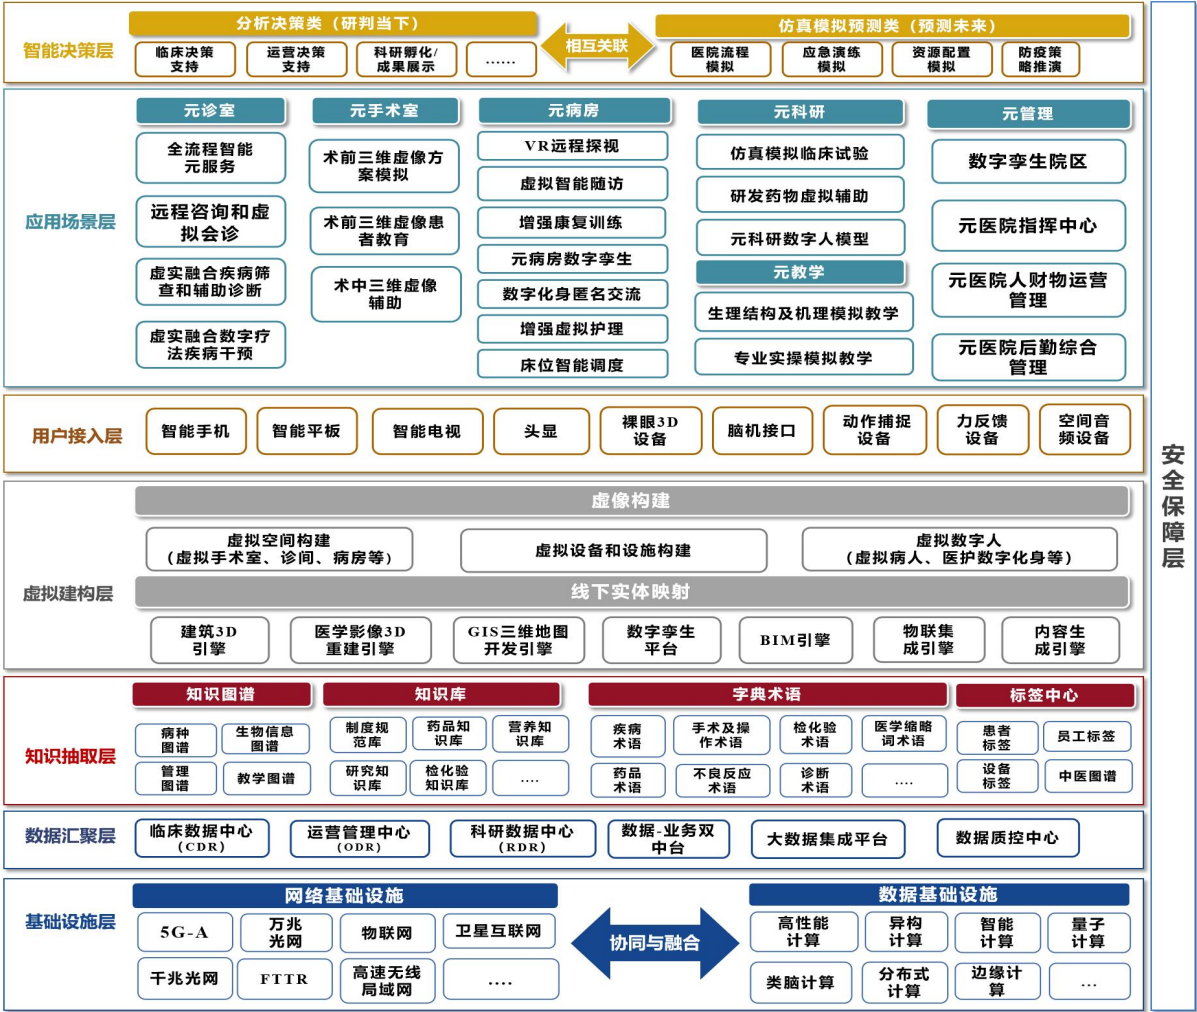 智能决策层
分析决策类（研判当下）
临床决策
支持
运营决策
支持
科研孵化/
成果展示
......
相互关联
仿真模拟预测类（预测未来）
医院流程
模拟
应急演练
模拟
资源配置
模拟
防疫策
略推演
应用场景层
元诊室
全流程智能
元服务
远程咨询和虚
拟会诊
虚实融合疾病筛
查和辅助诊断
虚实融合数字疗
法疾病干预
元手术室
术前三维虚像方
案模拟
术前三维虚像患
者教育
术中三维虚像
辅助
元病房
VR远程探视
虚拟智能随访
增强康复训练
元病房数字孪生
数字化身匿名交流
增强虚拟护理
床位智能调度
元科研
仿真模拟临床试验
研发药物虚拟辅助
元科研数字人模型
元教学
生理结构及机理模拟教学
专业实操模拟教学
元管理
数字孪生院区
元医院指挥中心
元医院人财物运营
管理
元医院后勤综合
管理
用户接入层
智能手机
智能平板
智能电视
头显
裸眼3D
设备
脑机接口
动作捕捉
设备
力反馈
设备
空间音
频设备
虚拟建构层
虚像构建
虚拟空间构建
（虚拟手术室、诊间、病房等）
虚拟设备和设施构建
虚拟数字人
（虚拟病人、医护数字化身等）
线下实体映射
建筑3D
引擎
医学影像3D
重建引擎
GIS三维地图
开发引擎
数字孪生
平台
BIM引擎
物联集
成引擎
内容生
成引擎
知识抽取层
知识图谱
病种
图谱
生物信息
图谱
管理
图谱
教学图谱
知识库
制度规
范库
药品知
识库
营养知
识库
研究知
识库
检化验
知识库
....
字典术语
疾病
术语
手术及操
作术语
检化验
术语
医学缩略
词术语
药品
术语
不良反应
术语
诊断
术语
....
标签中心
患者
标签
员工标签
设备
标签
中医图谱
数据汇聚层
临床数据中心
（CDR）
运营管理中心
（ODR）
科研数据中心
（RDR）
数据-业务双
中台
大数据集成平台
数据质控中心
基础设施层
网络基础设施
5G-A
万兆
光网
物联网
卫星互联网
千兆光网
FTTR
高速无线
局域网
....
协同与融合
数据基础设施
高性能
计算
异构
计算
智能
计算
量子
计算
类脑计算
分布式
计算
边缘计
算
...
安全保障层